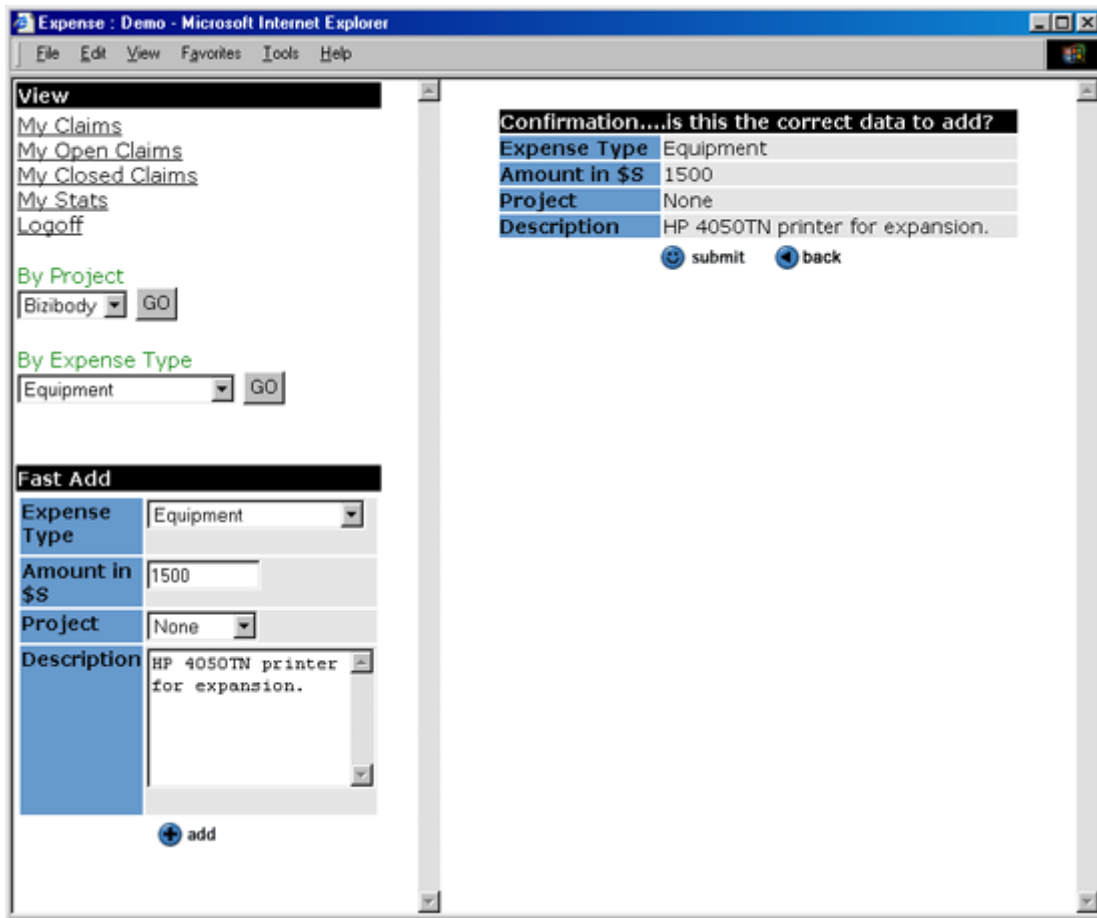 Expense : Demo - Microsoft Internet Explorer
File Edit View Favorites Tools Help
View
My Claims
My Open Claims
My Closed Claims
My Stats
Logoff
By Project
Bizibody GO
By Expense Type
Equipment GO
Fast Add
Expense
Type
Equipment
Amount in
$S
1500
Project
None
Description
HP 4050TN printer
for expansion.
add
Confirmation....is this the correct data to add?
Expense Type Equipment
Amount in $S 1500
Project None
Description HP 4050TN printer for expansion.
submit back